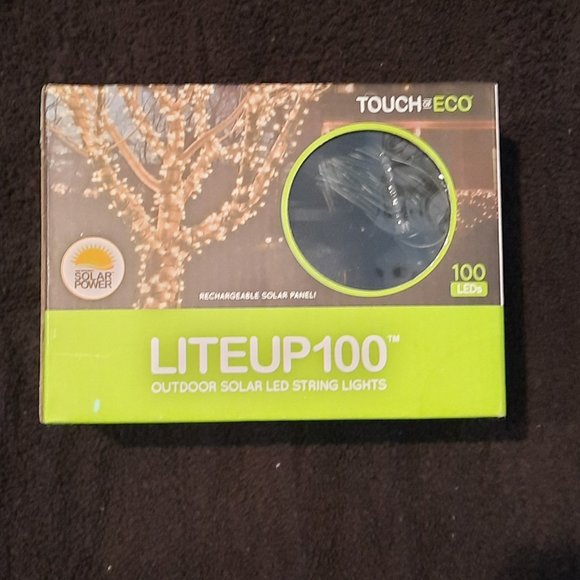 TOUCH OF ECO
SOLAR
POWER
RECHARGEABLE SOLAR PANEL!
100
LEDs
LITEUP100™
OUTDOOR SOLAR LED STRING LIGHTS